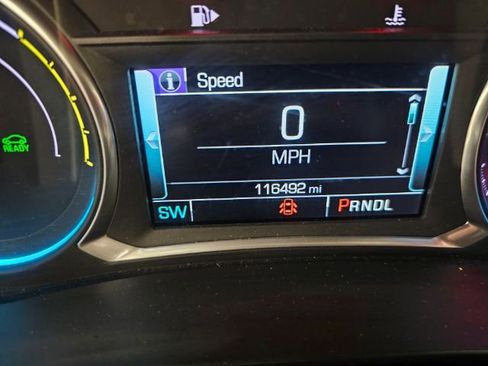 Speed
0
MPH
READY
116492 mi
SW PRNDL